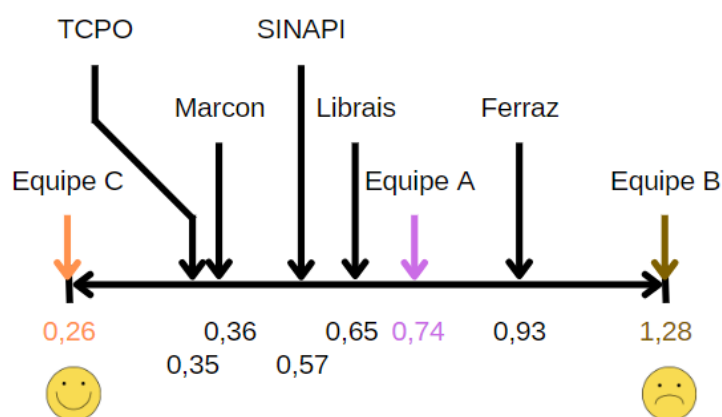 TCPO SINAPI
Marcon Librais Ferraz
Equipe C Equipe A Equipe B
0,26 0,36 0,65 0,74 0,93 1,28
0,35 0,57